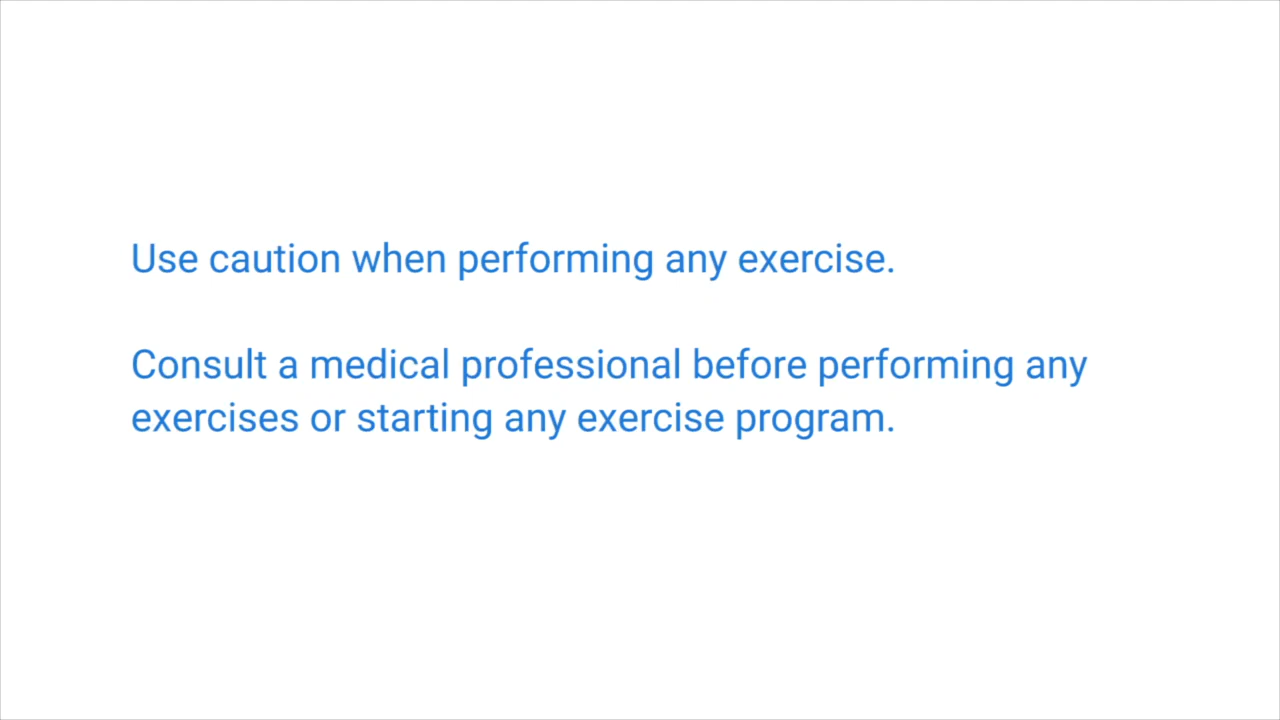 Use caution when performing any exercise.
Consult a medical professional before performing any
exercises or starting any exercise program.